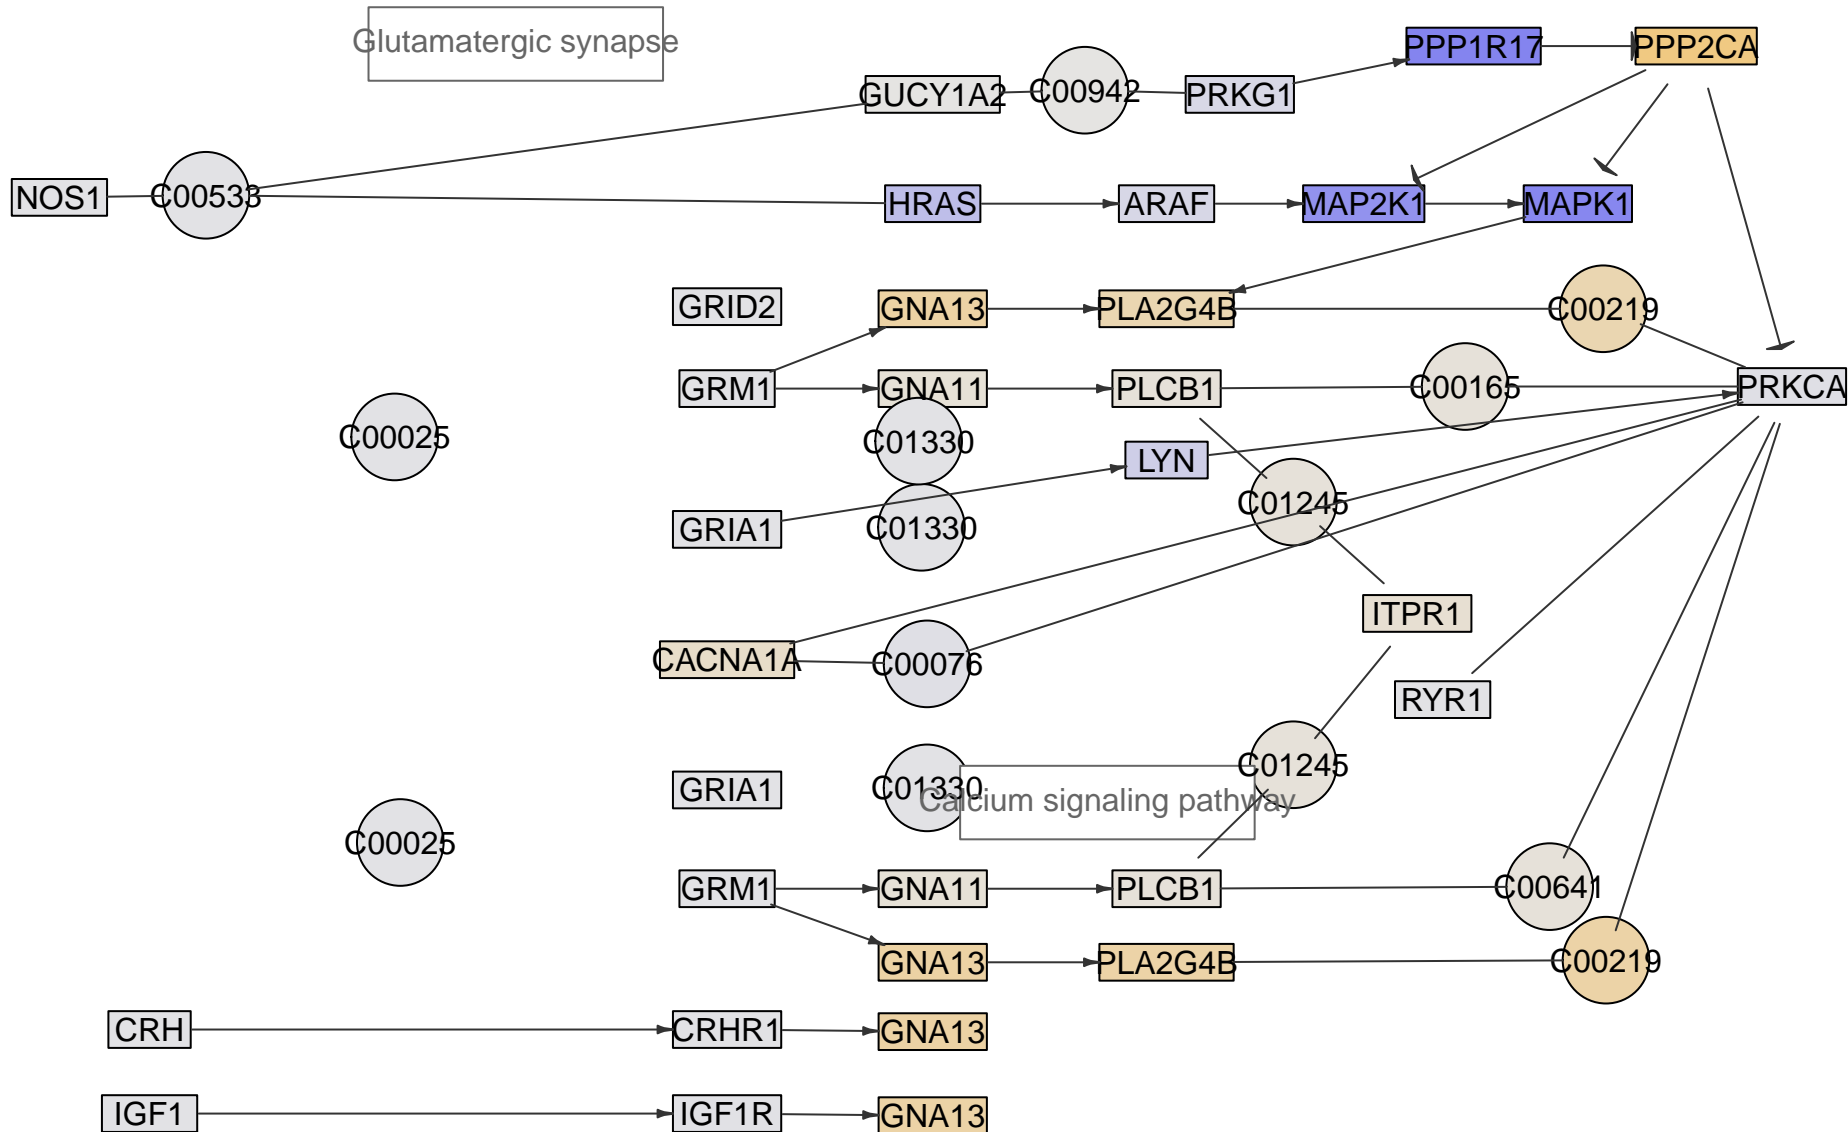 Glutamatergic synapse
PPP1R17
PPP2CA
GUCY1A2
C00942
PRKG1
NOS1
C00533
HRAS
ARAF
MAP2K1
MAPK1
GRID2
GNA13
PLA2G4B
C00219
GRM1
GNA11
PLCB1
C00165
PRKCA
C00025
C01330
LYN
C01245
GRIA1
C01330
ITPR1
CACNA1A
C00076
RYR1
C01245
GRIA1
C01330
Calcium signaling pathway
C00025
GRM1
GNA11
PLCB1
C00641
GNA13
PLA2G4B
C00219
CRH
CRHR1
GNA13
IGF1
IGF1R
GNA13